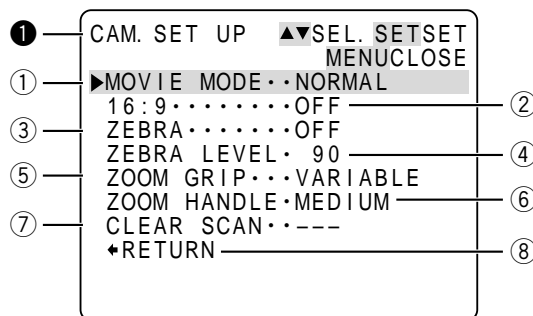 ❶ CAM. SET UP ▲▼SEL. SETSET
MENUCLOSE
① ▶MOVIE MODE··NORMAL
16:9········OFF ②
③ ZEBRA·······OFF
ZEBRA LEVEL· 90 ④
⑤ ZOOM GRIP···VARIABLE
ZOOM HANDLE·MEDIUM ⑥
⑦ CLEAR SCAN··---
RETURN ⑧